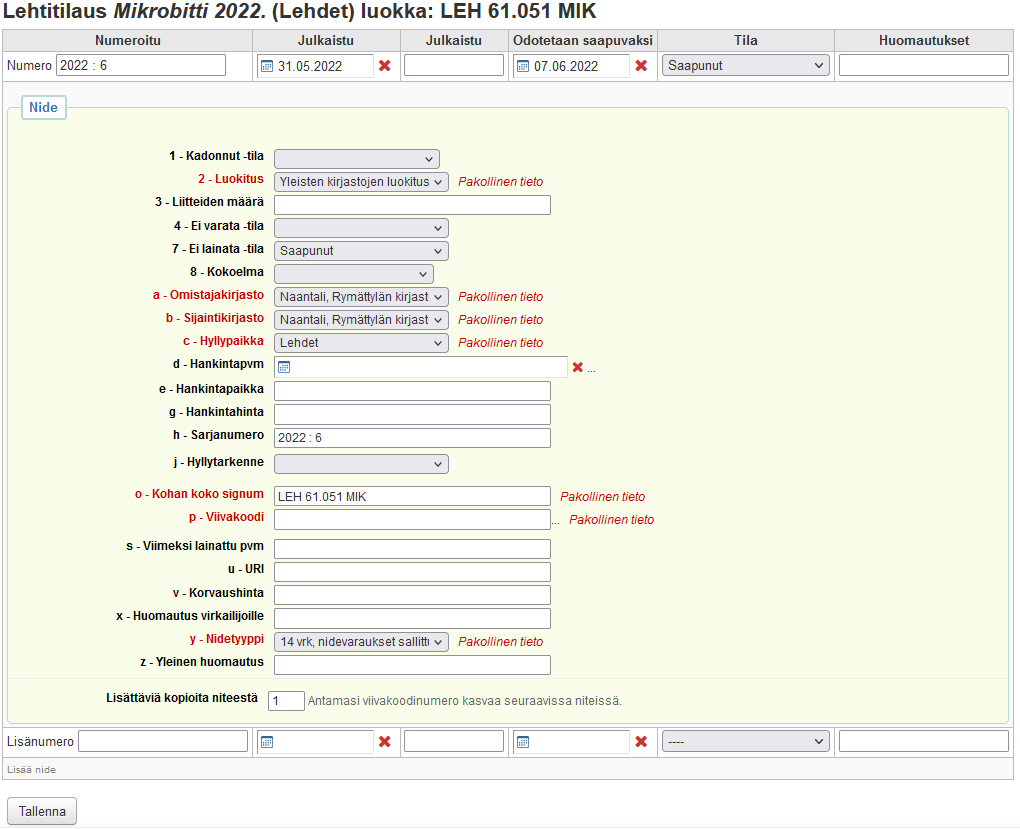 Lehtitilaus Mikrobitti 2022. (Lehdet) luokka: LEH 61.051 MIK
Numeroitu Julkaistu Julkaistu Odotetaan saapuvaksi Tila Huomautukset
Numero 2022 : 6 31.05.2022 07.06.2022 Saapunut
Nide
1 - Kadonnut -tila
2 - Luokitus Yleisten kirjastojen luokitus Pakollinen tieto
3 - Liitteiden määrä
4 - Ei varata -tila
7 - Ei lainata -tila Saapunut
8 - Kokoelma
a - Omistajakirjasto Naantali, Rymättylän kirjast Pakollinen tieto
b - Sijaintikirjasto Naantali, Rymättylän kirjast Pakollinen tieto
c - Hyllypaikka Lehdet Pakollinen tieto
d - Hankintapvm ...
e - Hankintapaikka
g - Hankintahinta
h - Sarjanumero 2022 : 6
j - Hyllytarkenne
o - Kohan koko signum LEH 61.051 MIK Pakollinen tieto
p - Viivakoodi ... Pakollinen tieto
s - Viimeksi lainattu pvm
u - URI
v - Korvaushinta
x - Huomautus virkailijoille
y - Nidetyyppi 14 vrk, nidevaraukset sallittu Pakollinen tieto
z - Yleinen huomautus
Lisättäviä kopioita niteestä 1 Antamasi viivakoodinumero kasvaa seuraavissa niteissä.
Lisänumero ----
Lisää nide
Tallenna